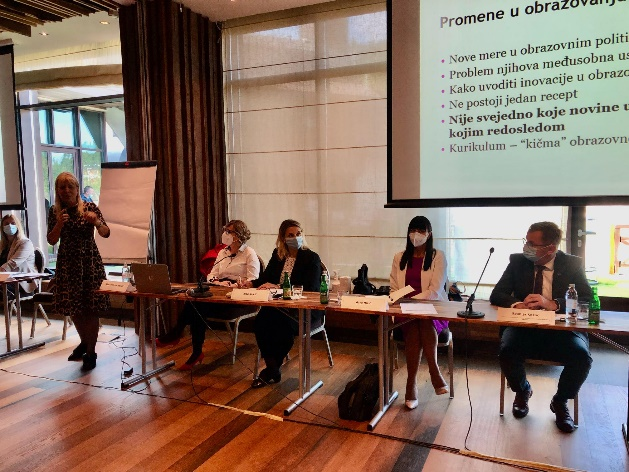 Promene u obrazovanju
• Nove mere u obrazovnim polit
• Problem njihova međusobna us
• Kako uvoditi inovacije u obrazo
• Ne postoji jedan recept
• Nije svejedno koje novine u
kojim redosledom
• Kurikulum – “kičma” obrazovn